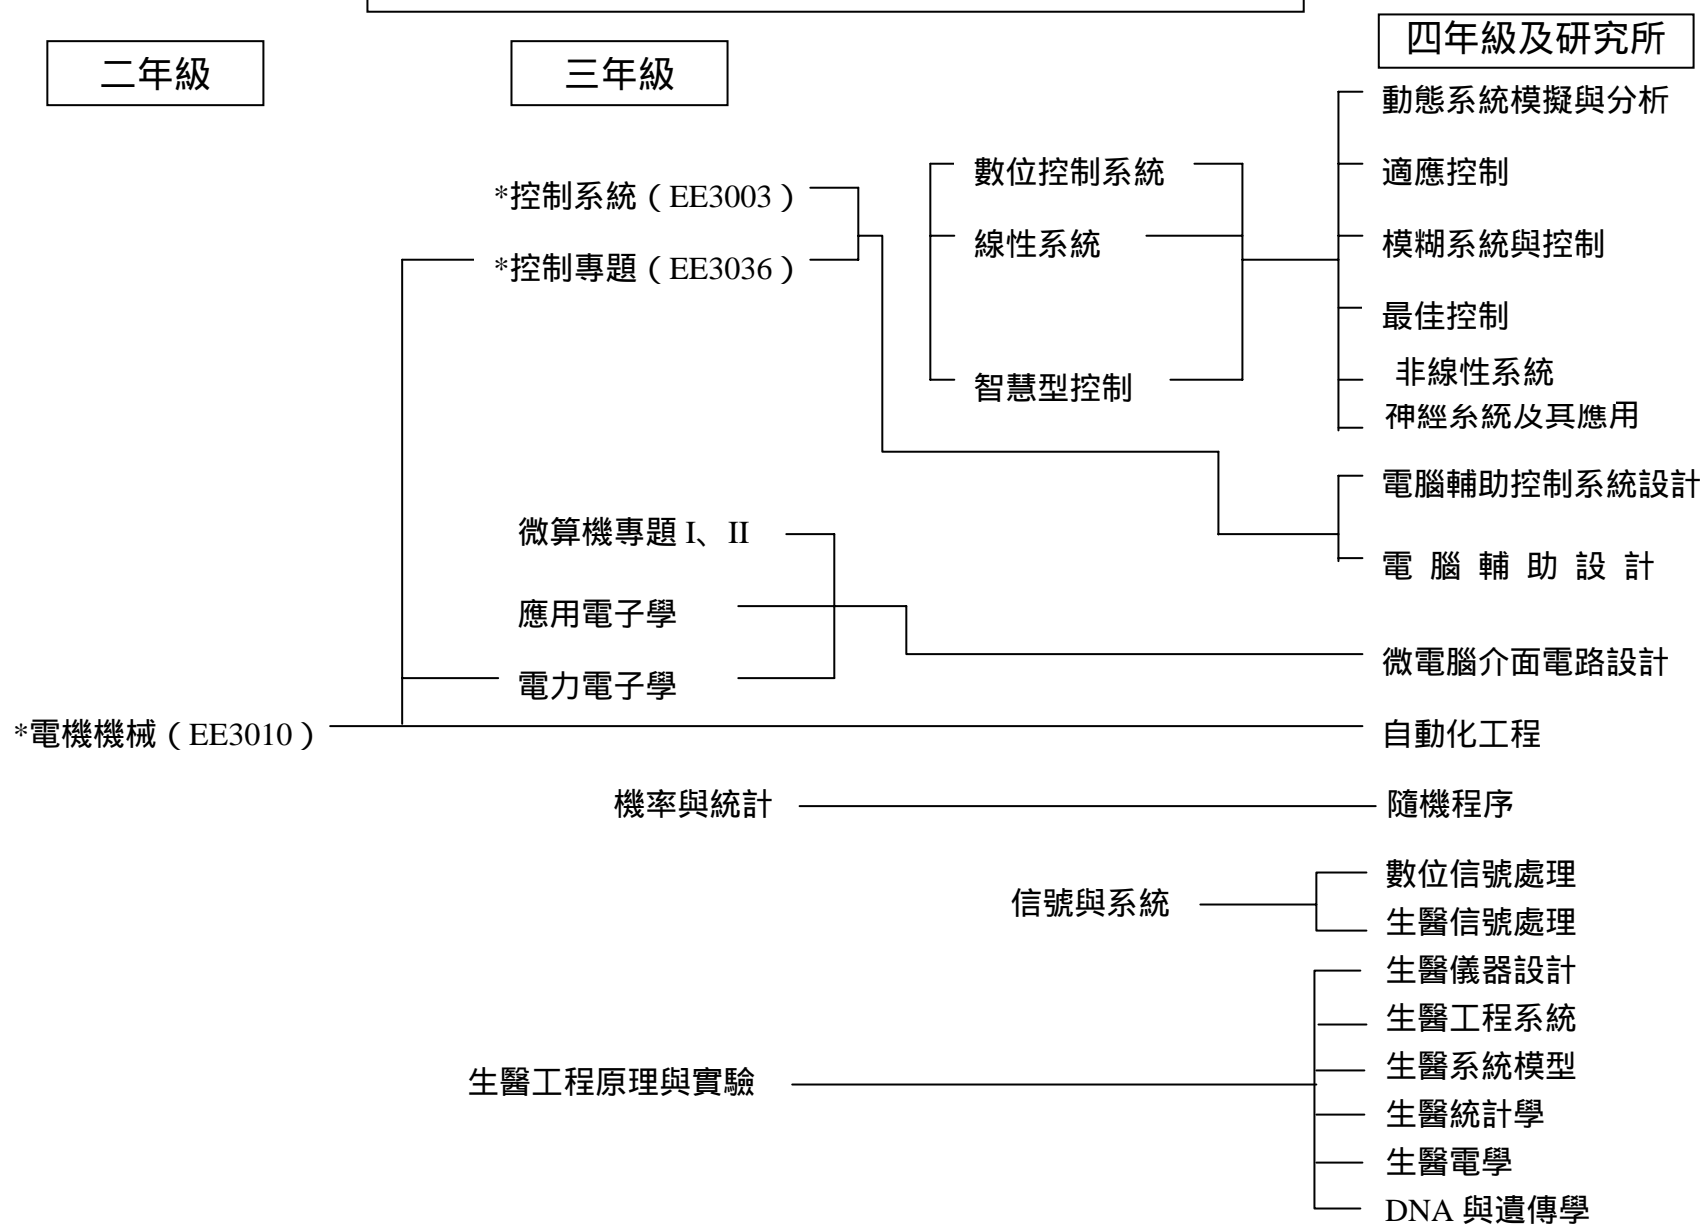 二年級
三年級
四年級及研究所
*電機機械（EE3010）
*控制系統（EE3003）
*控制專題（EE3036）
微算機專題 I、II
應用電子學
電力電子學
機率與統計
生醫工程原理與實驗
數位控制系統
線性系統
智慧型控制
信號與系統
動態系統模擬與分析
適應控制
模糊系統與控制
最佳控制
非線性系統
神經系統及其應用
電腦輔助控制系統設計
電 腦 輔 助 設 計
微電腦介面電路設計
自動化工程
隨機程序
數位信號處理
生醫信號處理
生醫儀器設計
生醫工程系統
生醫系統模型
生醫統計學
生醫電學
DNA 與遺傳學